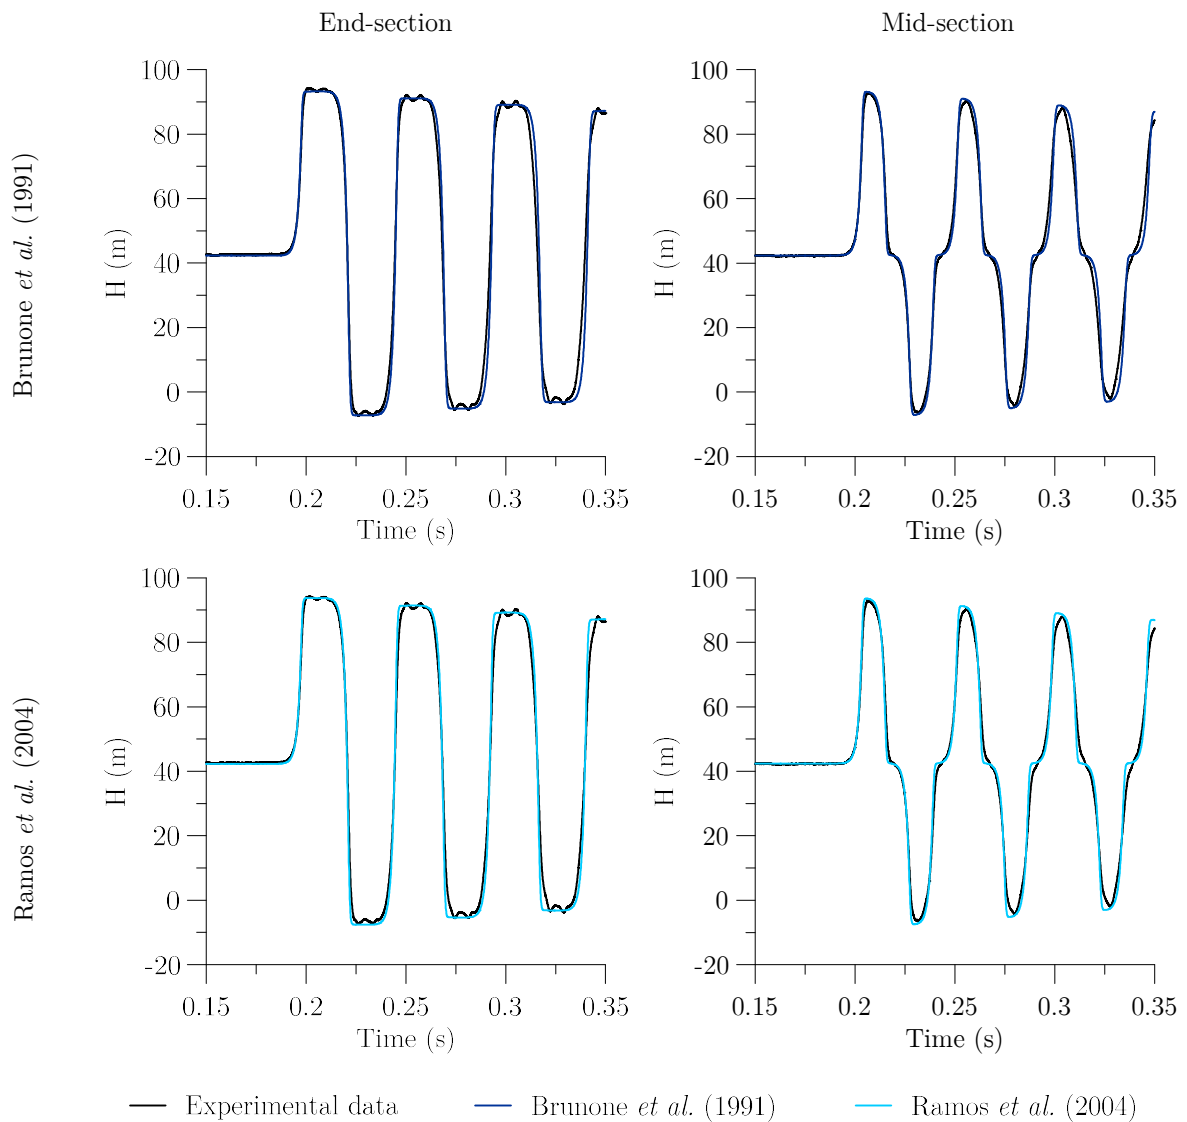 End-section
Mid-section
Brunone et al. (1991)
H (m)
100
80
60
40
20
0
-20
0.15 0.2 0.25 0.3 0.35
Time (s)
H (m)
100
80
60
40
20
0
-20
0.15 0.2 0.25 0.3 0.35
Time (s)
Ramos et al. (2004)
H (m)
100
80
60
40
20
0
-20
0.15 0.2 0.25 0.3 0.35
Time (s)
H (m)
100
80
60
40
20
0
-20
0.15 0.2 0.25 0.3 0.35
Time (s)
Experimental data
Brunone et al. (1991)
Ramos et al. (2004)